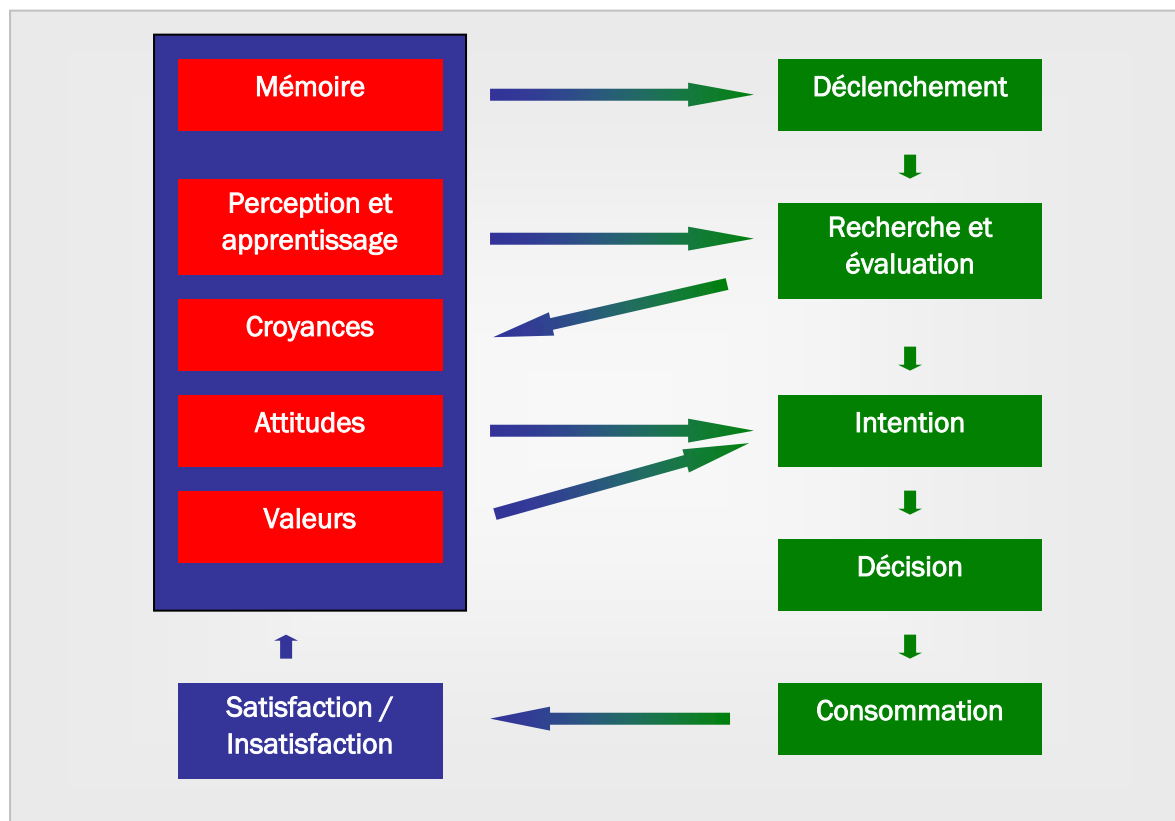 Mémoire
Déclenchement
Perception et
apprentissage
Recherche et
évaluation
Croyances
Attitudes
Intention
Valeurs
Décision
Satisfaction /
Insatisfaction
Consommation